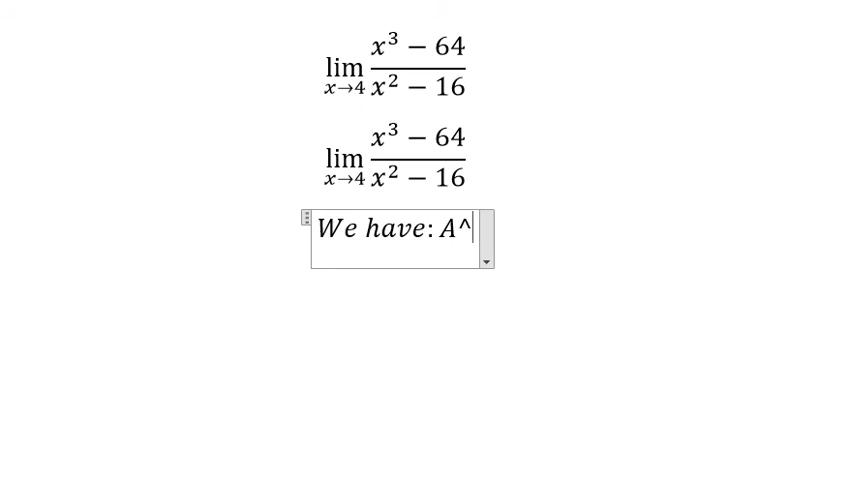 lim x→4 x³ − 64 / x² − 16
lim x→4 x³ − 64 / x² − 16
We have: A^